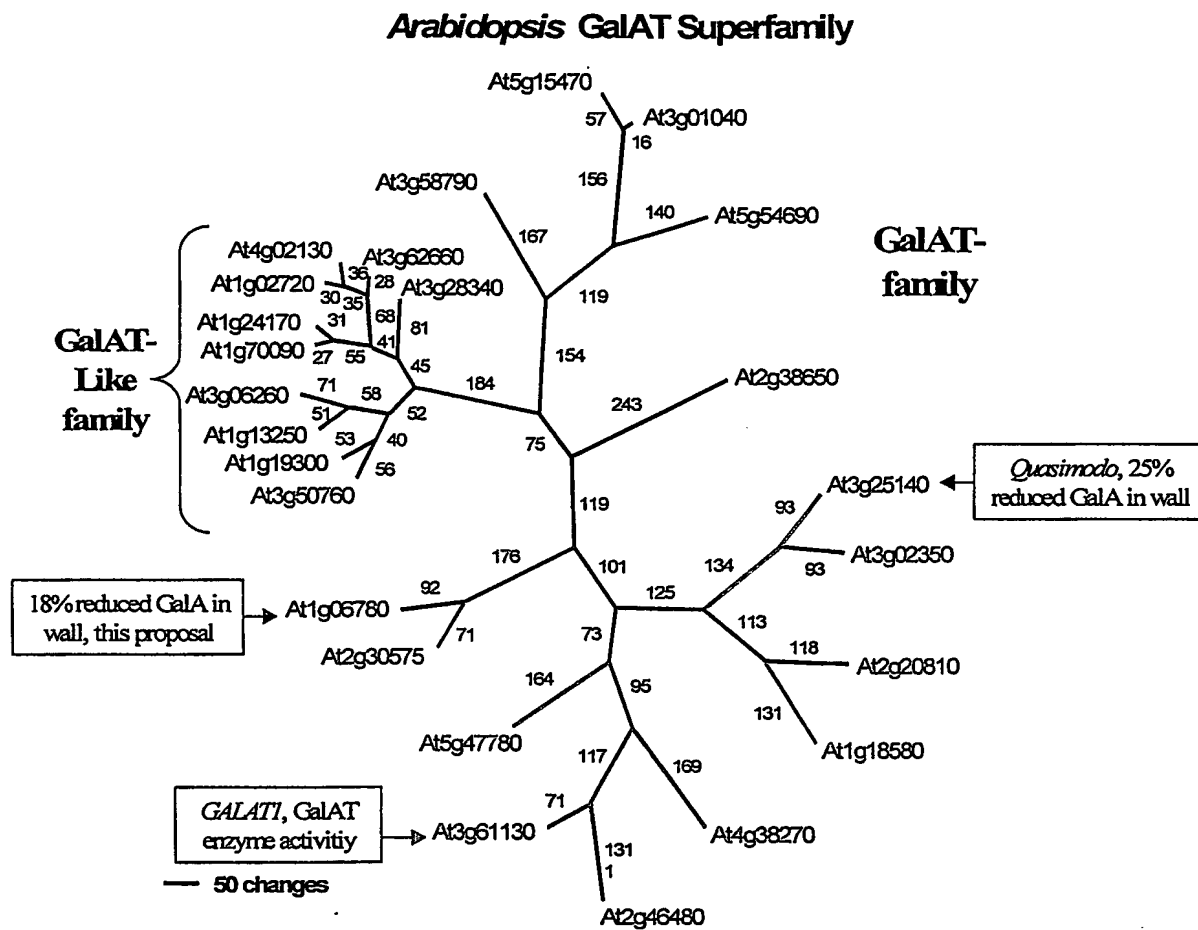 Arabidopsis GalAT Superfamily
At5g15470
57
At3g01040
16
156
At3g58790
140
At5g54690
167
119
GalAT-
family
At4g02130
At3g62660
36
28
At1g02720
At3g28340
30
35
31
68
81
At1g24170
At1g70090
27
55
41
45
GalAT-
Like
family
154
184
At2g38650
243
71
58
At3g06260
51
52
75
At1g13250
53
40
At1g19300
56
At3g50760
Quasimodo, 25%
reduced GalA in wall
At3g25140
93
119
At3g02350
93
134
176
101
125
92
18% reduced GalA in
wall, this proposal
At1g06780
71
At2g30575
73
113
118
At2g20810
164
95
131
At5g47780
At1g18580
117
169
GALAT1, GalAT
enzyme activitiy
71
At3g61130
At4g38270
131
1
50 changes
At2g46480